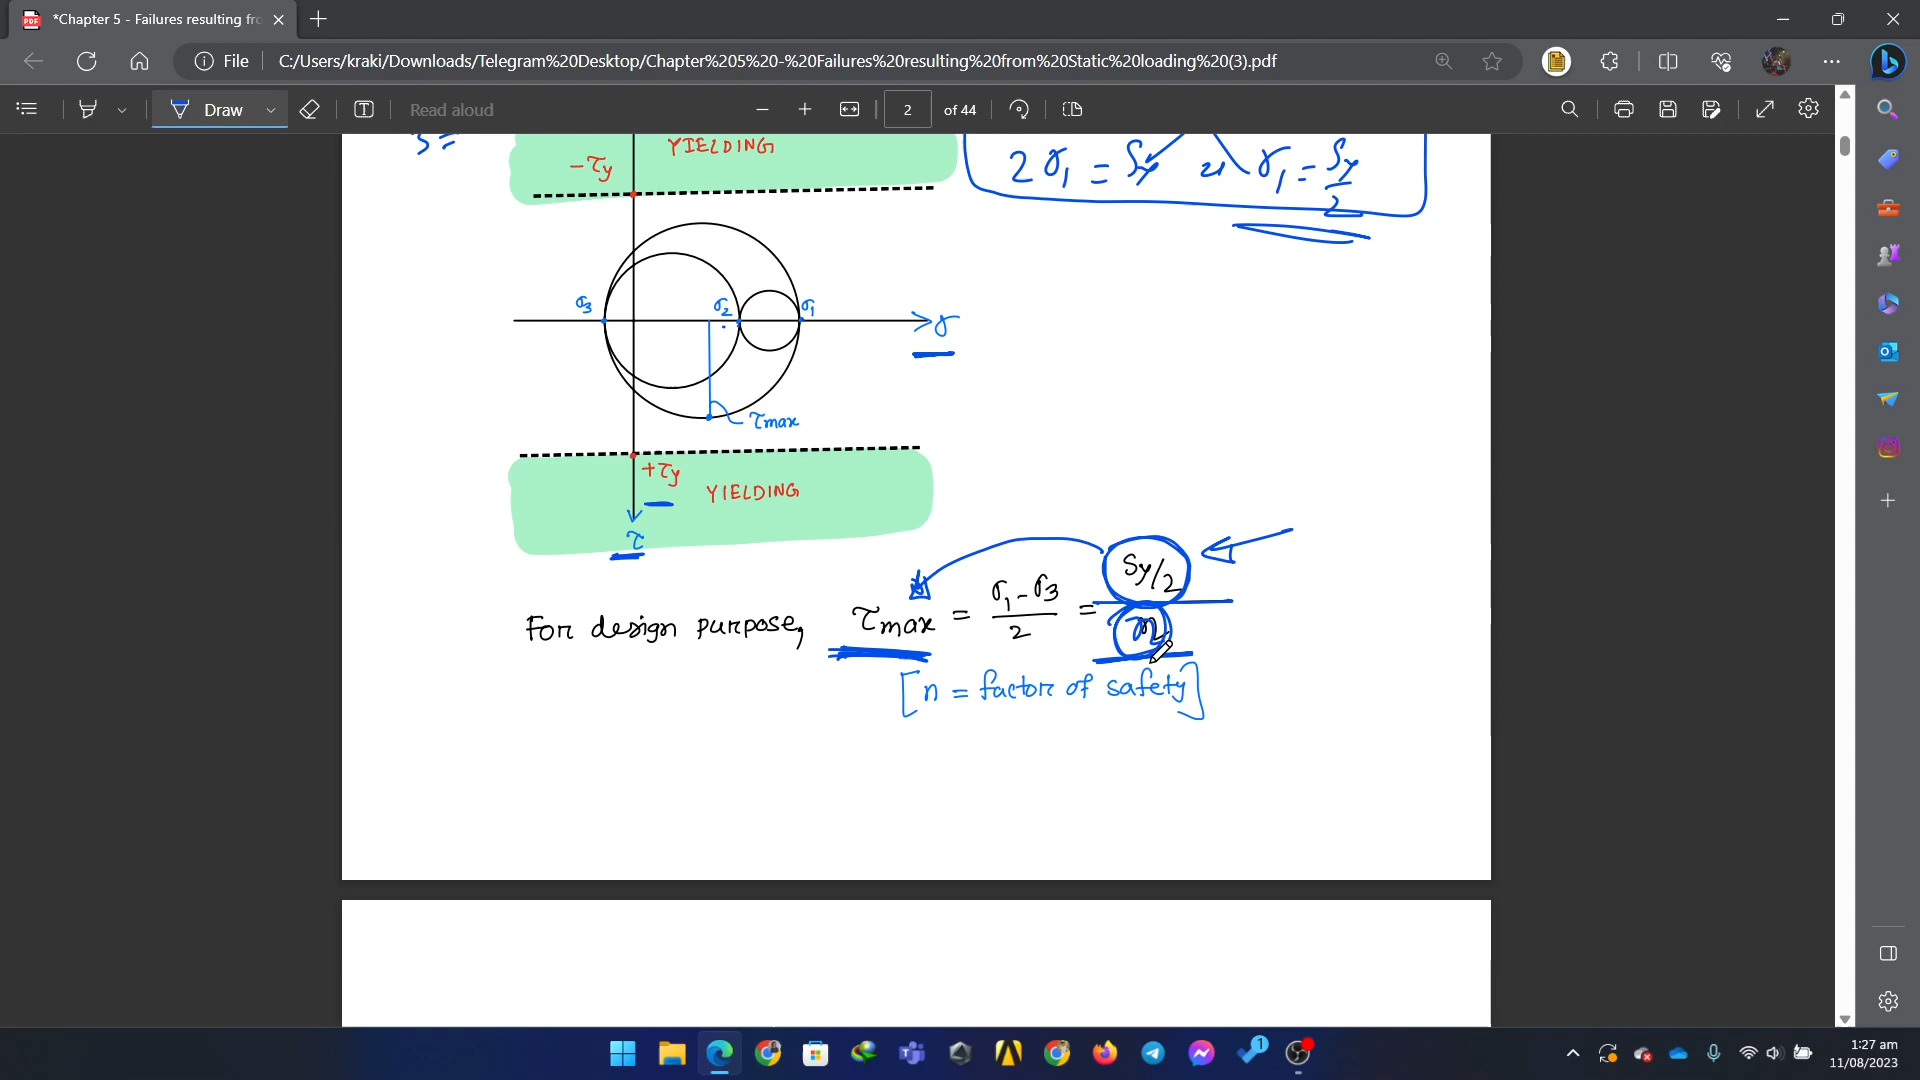 *Chapter 5 - Failures resulting fro
File
C:/Users/kraki/Downloads/Telegram%20Desktop/Chapter%205%20-%20Failures%20resulting%20from%20Static%20loading%20(3).pdf
Draw
Read aloud
2 of 44
YIELDING
-τy
2σ1 = Sy
σ1 = Sy/2
σ3
σ2
σ1
σ
τmax
+τy
YIELDING
τ
For design purpose, τmax = (σ1 - σ3)/2 = (Sy/2)/n
[n = factor of safety]
1
1:27 am
11/08/2023